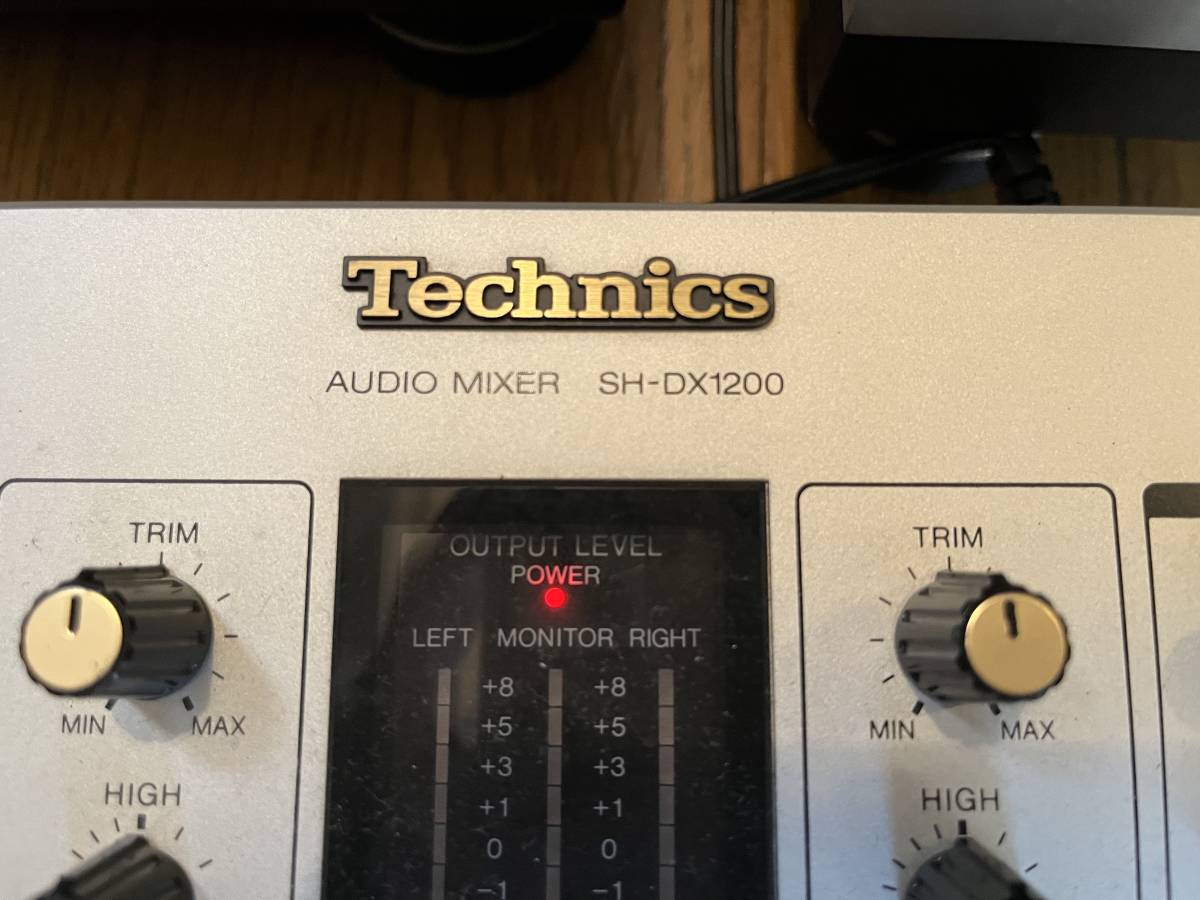 Technics
AUDIO MIXER SH-DX1200
TRIM
MIN MAX
HIGH
OUTPUT LEVEL
POWER
LEFT MONITOR RIGHT
+8 +8
+5 +5
+3 +3
+1 +1
0 0
-1 -1
TRIM
MIN MAX
HIGH